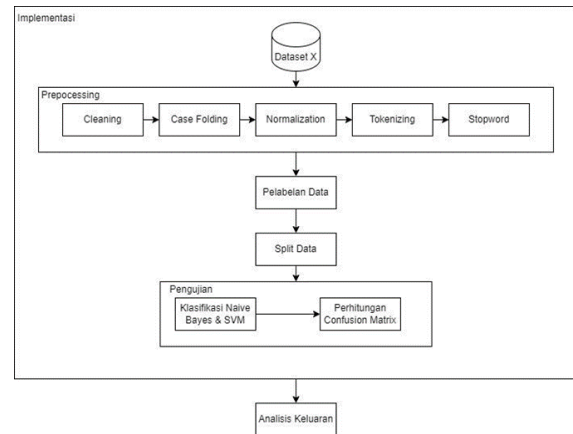 Implementasi
Dataset X
Prepocessing
Cleaning
Case Folding
Normalization
Tokenizing
Stopword
Pelabelan Data
Split Data
Pengujian
Klasifikasi Naive
Bayes & SVM
Perhitungan
Confusion Matrix
Analisis Keluaran